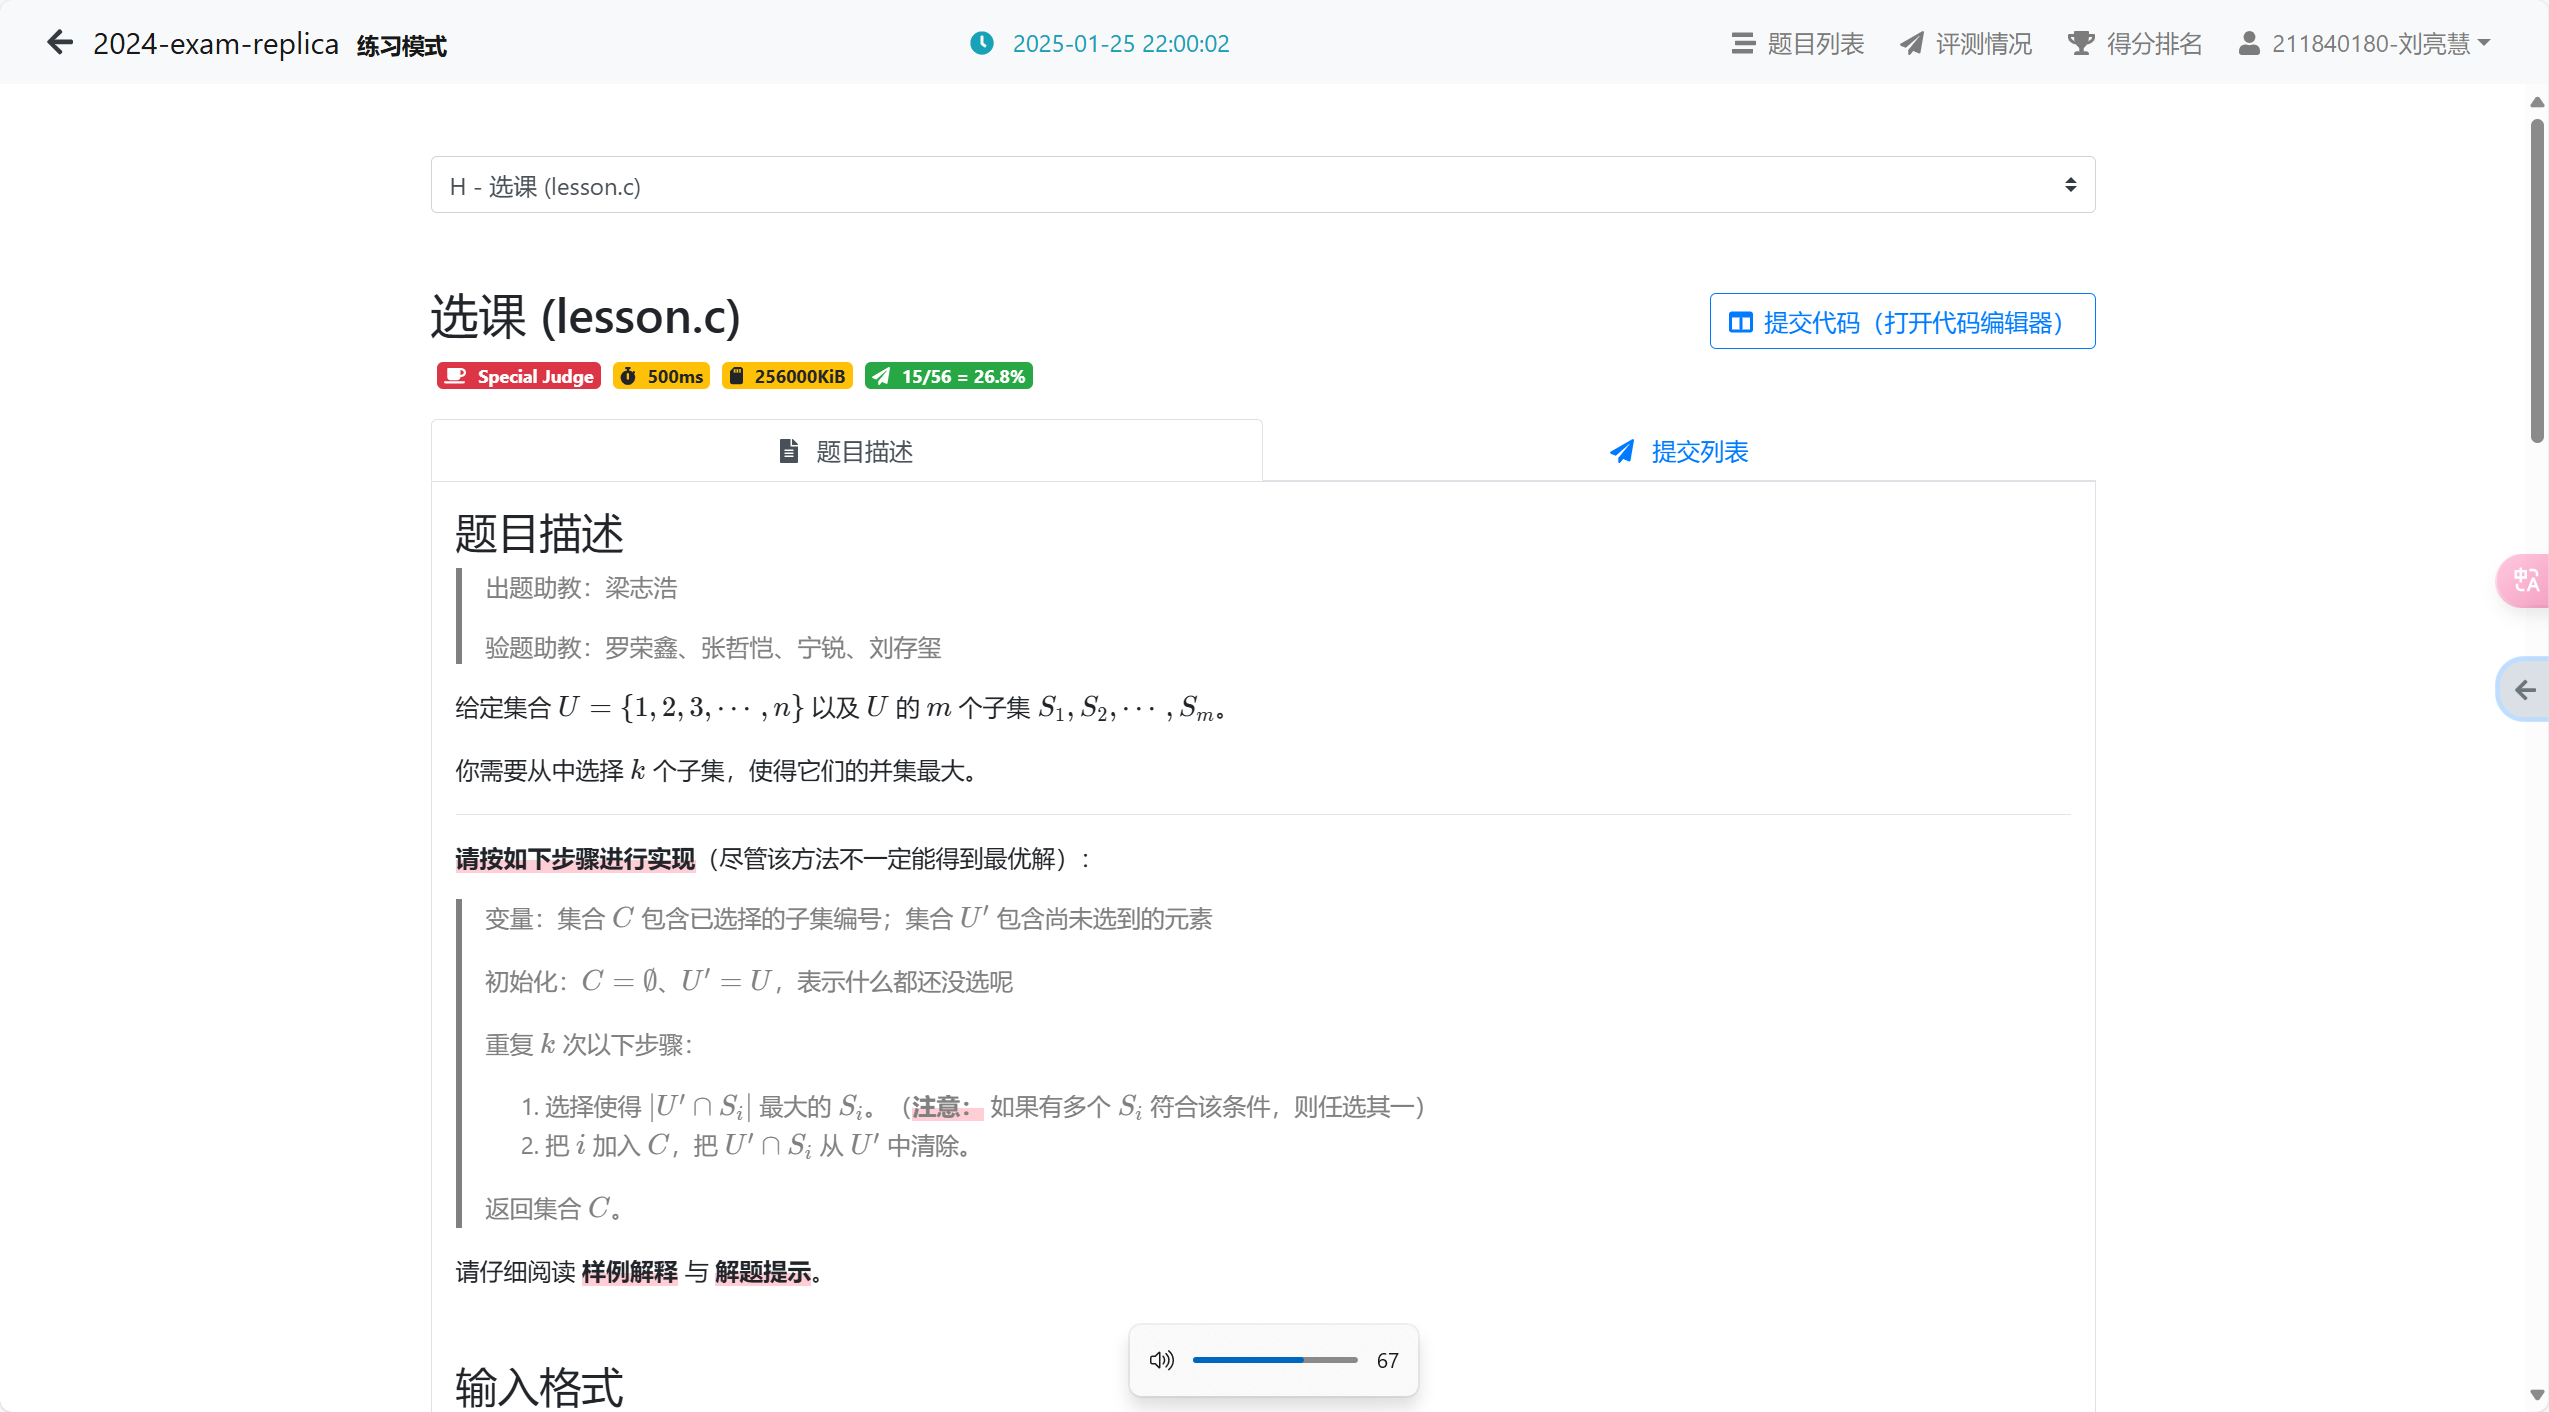 2024-exam-replica 练习模式
2025-01-25 22:00:02
题目列表 评测情况 得分排名 211840180-刘亮慧
H - 选课 (lesson.c)
选课 (lesson.c)
提交代码（打开代码编辑器）
Special Judge 500ms 256000KiB 15/56 = 26.8%
题目描述 提交列表
题目描述
出题助教：梁志浩
验题助教：罗荣鑫、张哲恺、宁锐、刘存玺
给定集合 U = {1, 2, 3, ⋯ , n} 以及 U 的 m 个子集 S₁, S₂, ⋯ , Sₘ。
你需要从中选择 k 个子集，使得它们的并集最大。
请按如下步骤进行实现（尽管该方法不一定能得到最优解）：
变量：集合 C 包含已选择的子集编号；集合 U′ 包含尚未选到的元素
初始化：C = ∅、U′ = U，表示什么都还没选呢
重复 k 次以下步骤：
1. 选择使得 |U′ ∩ Sᵢ| 最大的 Sᵢ。（注意： 如果有多个 Sᵢ 符合该条件，则任选其一）
2. 把 i 加入 C，把 U′ ∩ Sᵢ 从 U′ 中清除。
返回集合 C。
请仔细阅读 样例解释 与 解题提示。
输入格式
67